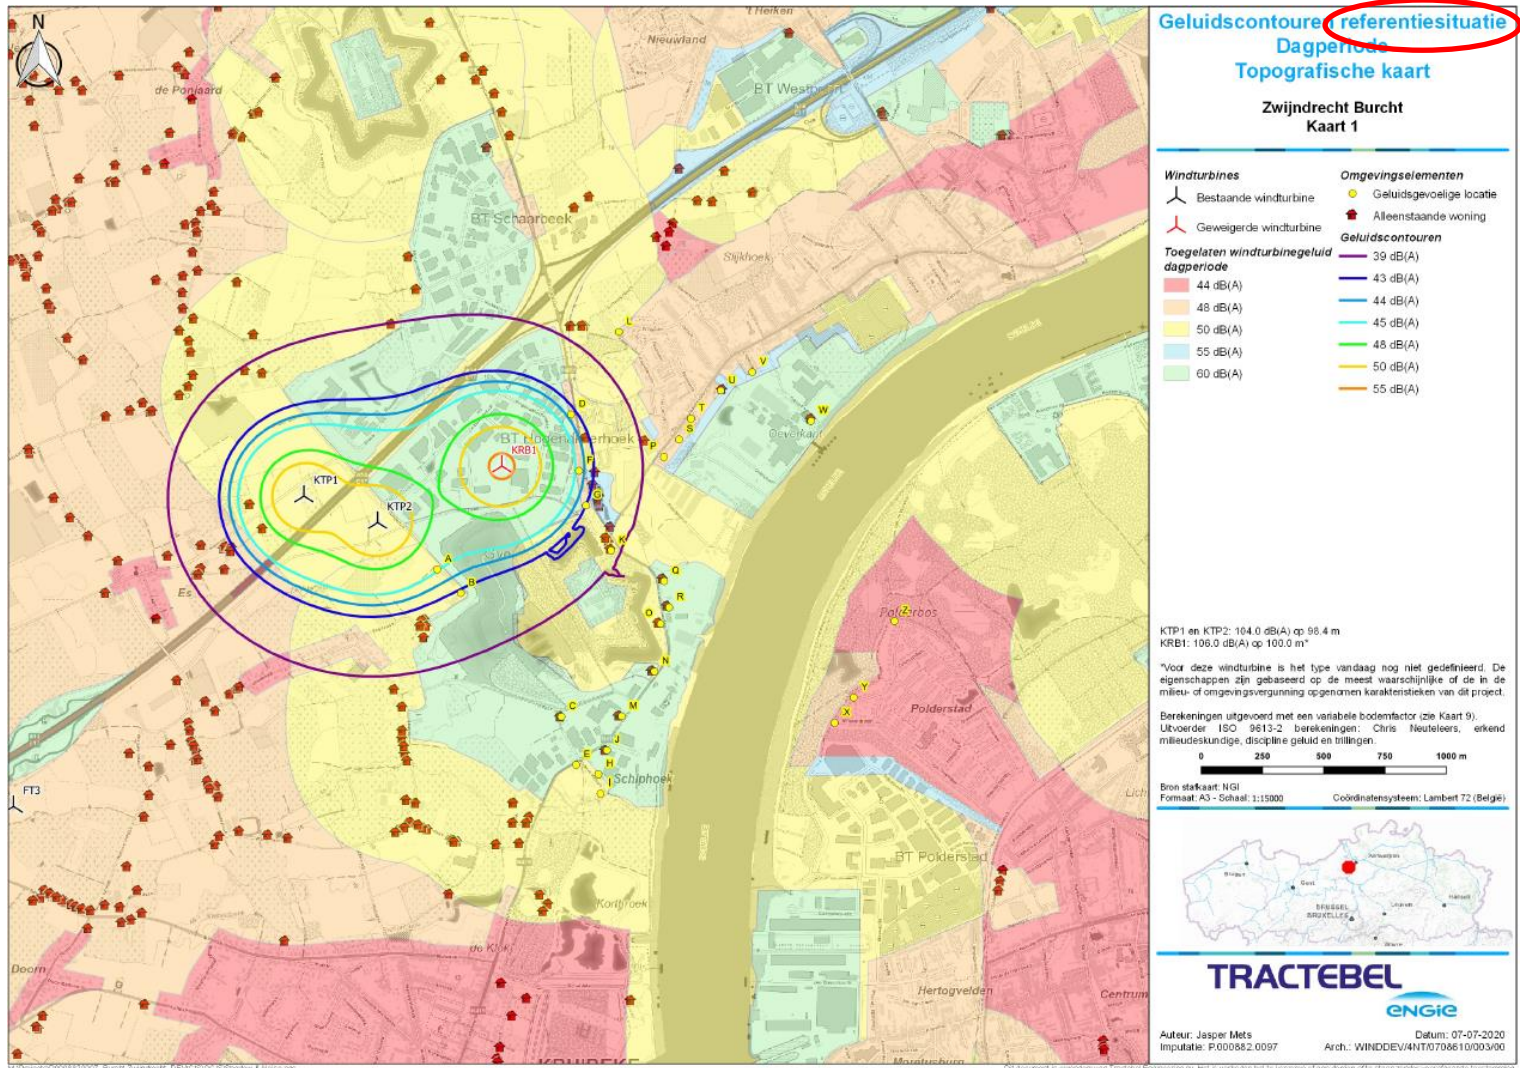 Geluidscontouren referentiesituatie
Dagperiode
Topografische kaart
Zwijndrecht Burcht
Kaart 1
Windturbines
Bestaande windturbine
Geweigerde windturbine
Toegelaten windturbinegeluid
dagperiode
44 dB(A)
48 dB(A)
50 dB(A)
55 dB(A)
60 dB(A)
Omgevingselementen
Geluidsgevoelige locatie
Alleenstaande woning
Geluidscontouren
39 dB(A)
43 dB(A)
44 dB(A)
45 dB(A)
48 dB(A)
50 dB(A)
55 dB(A)
KTP1 en KTP2: 104.0 dB(A) op 98.4 m
KRB1: 106.0 dB(A) op 100.0 m*
*Voor deze windturbine is het type vandaag nog niet gedefinieerd. De
eigenschappen zijn gebaseerd op de meest waarschijnlijke of de in de
milieu- of omgevingsvergunning opgenomen karakteristieken van dit project.
Berekeningen uitgevoerd met een variabele bodemfactor (zie Kaart 9).
Uitvoerder ISO 9613-2 berekeningen: Chris Neuteleers, erkend
milieudeskundige, discipline geluid en trillingen.
0 250 500 750 1000 m
Bron stafkaart: NGI
Formaat: A3 - Schaal: 1:15000
Coördinatensysteem: Lambert 72 (België)
Gent
BRUSSEL
BRUXELLES
TRACTEBEL
ENGIE
Auteur: Jasper Mets
Imputatie: P.000882.0097
Datum: 07-07-2020
Arch.: WINDDEV/4NT/0708610/003/00
N
't Heiken
Nieuwland
de Ponjaard
BT Westpoort
BT Schaarbeek
Slijkhoek
L
V
U
T
S
W
P
D
BT Hogenakkerhoek
KRB1
F
G
KTP1
KTP2
K
A
B
Q
R
O
N
Es
C
M
J
E
H
I
Schiphoek
Z
Polderbos
Y
X
Polderstad
FT3
BT Polderstad
Kortbroek
de Klok
Doorn
Hertogvelden
Centrum
Moretusburg
KRUIBEKE